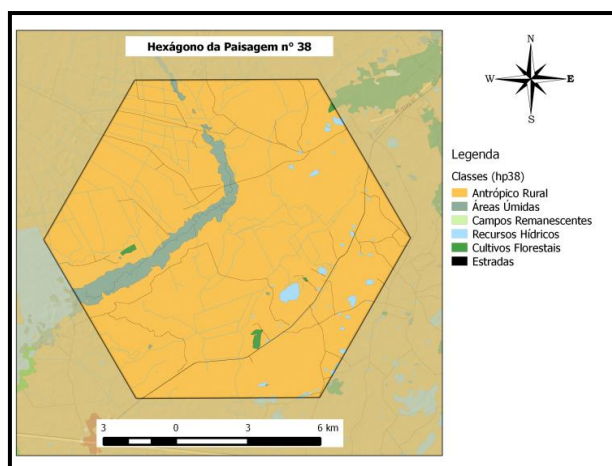 Hexágono da Paisagem nº 38
N
W
E
S
Legenda
Classes (hp38)
Antrópico Rural
Áreas Úmidas
Campos Remanescentes
Recursos Hídricos
Cultivos Florestais
Estradas
3 0 3 6 km